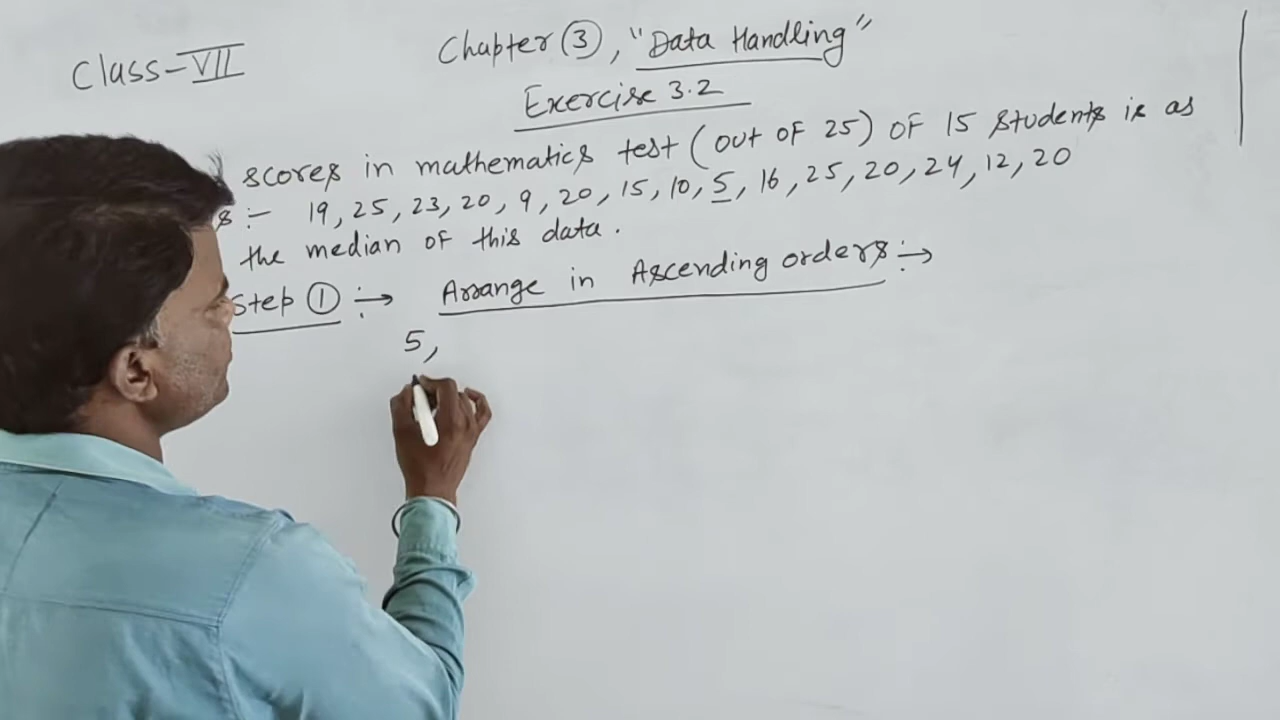 Class-VII
Chapter ③, "Data Handling"
Exercise 3.2
scores in mathematics test (out of 25) of 15 students is as
s :- 19, 25, 23, 20, 9, 20, 15, 10, 5, 16, 25, 20, 24, 12, 20
the median of this data.
Step ① :→ Arrange in Ascending orders :→
5,